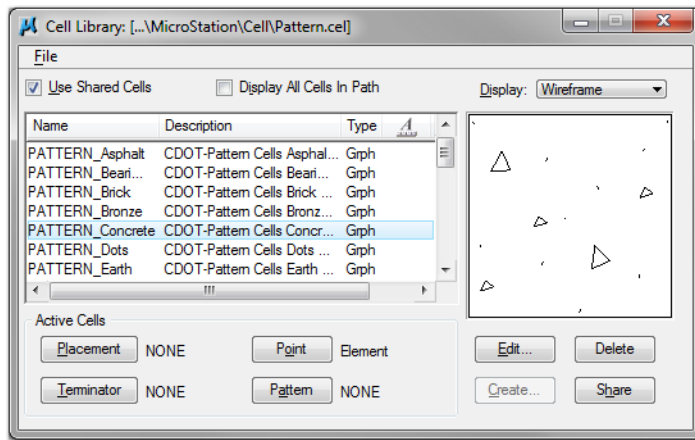 Cell Library: [...\MicroStation\Cell\Pattern.cel]
File
Use Shared Cells Display All Cells In Path Display: Wireframe
Name Description Type A
PATTERN_Asphalt CDOT-Pattern Cells Asphal... Grph
PATTERN_Beari... CDOT-Pattern Cells Beari... Grph
PATTERN_Brick CDOT-Pattern Cells Brick ... Grph
PATTERN_Bronze CDOT-Pattern Cells Bronz... Grph
PATTERN_Concrete CDOT-Pattern Cells Concr... Grph
PATTERN_Dots CDOT-Pattern Cells Dots ... Grph
PATTERN_Earth CDOT-Pattern Cells Earth ... Grph
Active Cells
Placement NONE Point Element Edit... Delete
Terminator NONE Pattern NONE Create... Share